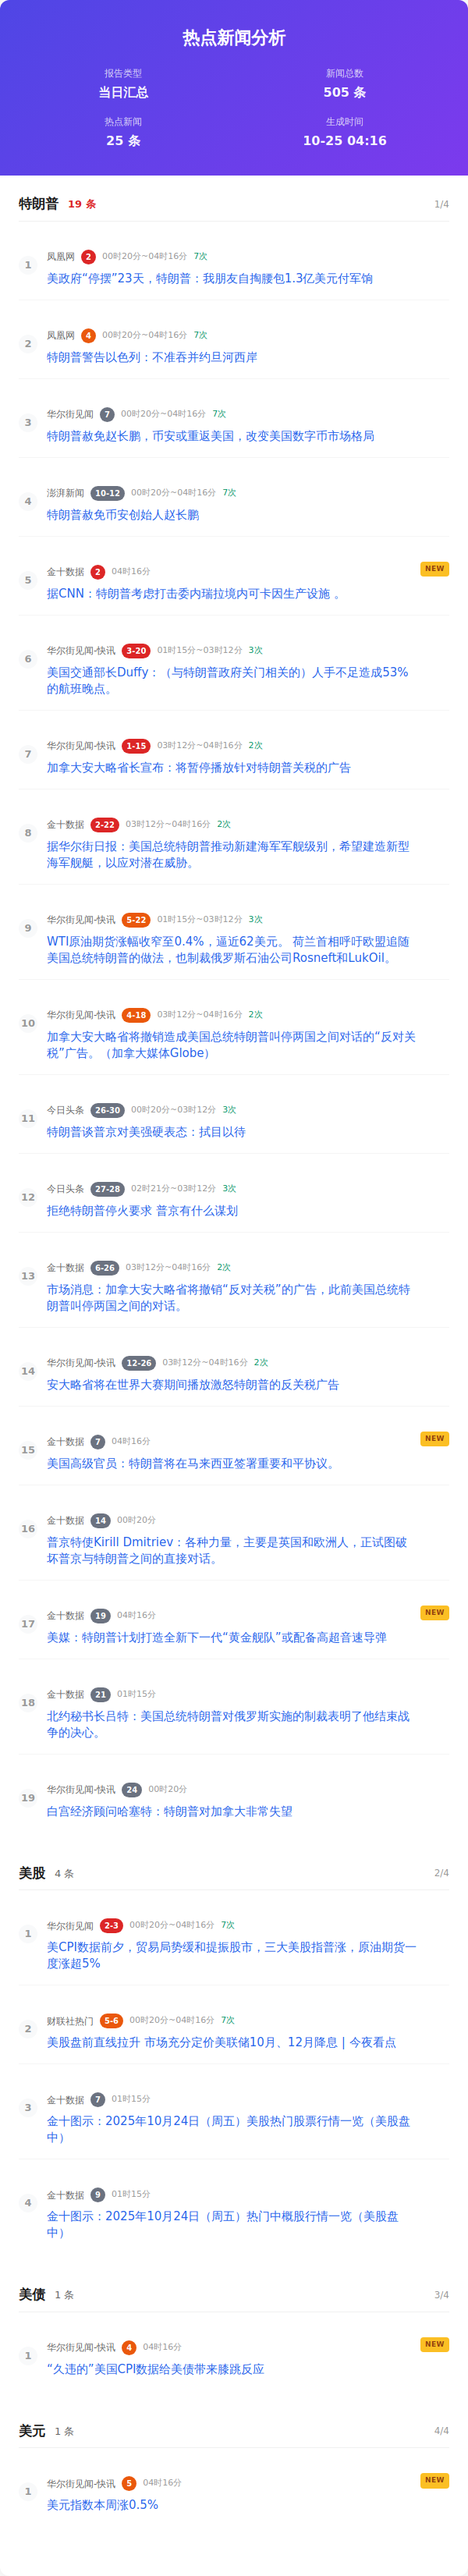 热点新闻分析
报告类型
新闻总数
当日汇总
505 条
热点新闻
生成时间
25 条
10-25 04:16
特朗普 19 条 1/4
1
凤凰网 2 00时20分~04时16分 7次
美政府“停摆”23天，特朗普：我朋友自掏腰包1.3亿美元付军饷
2
凤凰网 4 00时20分~04时16分 7次
特朗普警告以色列：不准吞并约旦河西岸
3
华尔街见闻 7 00时20分~04时16分 7次
特朗普赦免赵长鹏，币安或重返美国，改变美国数字币市场格局
4
澎湃新闻 10-12 00时20分~04时16分 7次
特朗普赦免币安创始人赵长鹏
5
金十数据 2 04时16分 NEW
据CNN：特朗普考虑打击委内瑞拉境内可卡因生产设施 。
6
华尔街见闻-快讯 3-20 01时15分~03时12分 3次
美国交通部长Duffy：（与特朗普政府关门相关的）人手不足造成53%
的航班晚点。
7
华尔街见闻-快讯 1-15 03时12分~04时16分 2次
加拿大安大略省长宣布：将暂停播放针对特朗普关税的广告
8
金十数据 2-22 03时12分~04时16分 2次
据华尔街日报：美国总统特朗普推动新建海军军舰级别，希望建造新型
海军舰艇，以应对潜在威胁。
9
华尔街见闻-快讯 5-22 01时15分~03时12分 3次
WTI原油期货涨幅收窄至0.4%，逼近62美元。 荷兰首相呼吁欧盟追随
美国总统特朗普的做法，也制裁俄罗斯石油公司Rosneft和LukOil。
10
华尔街见闻-快讯 4-18 03时12分~04时16分 2次
加拿大安大略省将撤销造成美国总统特朗普叫停两国之间对话的“反对关
税”广告。（加拿大媒体Globe）
11
今日头条 26-30 00时20分~03时12分 3次
特朗普谈普京对美强硬表态：拭目以待
12
今日头条 27-28 02时21分~03时12分 3次
拒绝特朗普停火要求 普京有什么谋划
13
金十数据 6-26 03时12分~04时16分 2次
市场消息：加拿大安大略省将撤销“反对关税”的广告，此前美国总统特
朗普叫停两国之间的对话。
14
华尔街见闻-快讯 12-26 03时12分~04时16分 2次
安大略省将在世界大赛期间播放激怒特朗普的反关税广告
15
金十数据 7 04时16分 NEW
美国高级官员：特朗普将在马来西亚签署重要和平协议。
16
金十数据 14 00时20分
普京特使Kirill Dmitriev：各种力量，主要是英国和欧洲人，正试图破
坏普京与特朗普之间的直接对话。
17
金十数据 19 04时16分 NEW
美媒：特朗普计划打造全新下一代“黄金舰队”或配备高超音速导弹
18
金十数据 21 01时15分
北约秘书长吕特：美国总统特朗普对俄罗斯实施的制裁表明了他结束战
争的决心。
19
华尔街见闻-快讯 24 00时20分
白宫经济顾问哈塞特：特朗普对加拿大非常失望
美股 4 条 2/4
1
华尔街见闻 2-3 00时20分~04时16分 7次
美CPI数据前夕，贸易局势缓和提振股市，三大美股指普涨，原油期货一
度涨超5%
2
财联社热门 5-6 00时20分~04时16分 7次
美股盘前直线拉升 市场充分定价美联储10月、12月降息 | 今夜看点
3
金十数据 7 01时15分
金十图示：2025年10月24日（周五）美股热门股票行情一览（美股盘
中）
4
金十数据 9 01时15分
金十图示：2025年10月24日（周五）热门中概股行情一览（美股盘
中）
美债 1 条 3/4
1
华尔街见闻-快讯 4 04时16分 NEW
“久违的”美国CPI数据给美债带来膝跳反应
美元 1 条 4/4
1
华尔街见闻-快讯 5 04时16分 NEW
美元指数本周涨0.5%